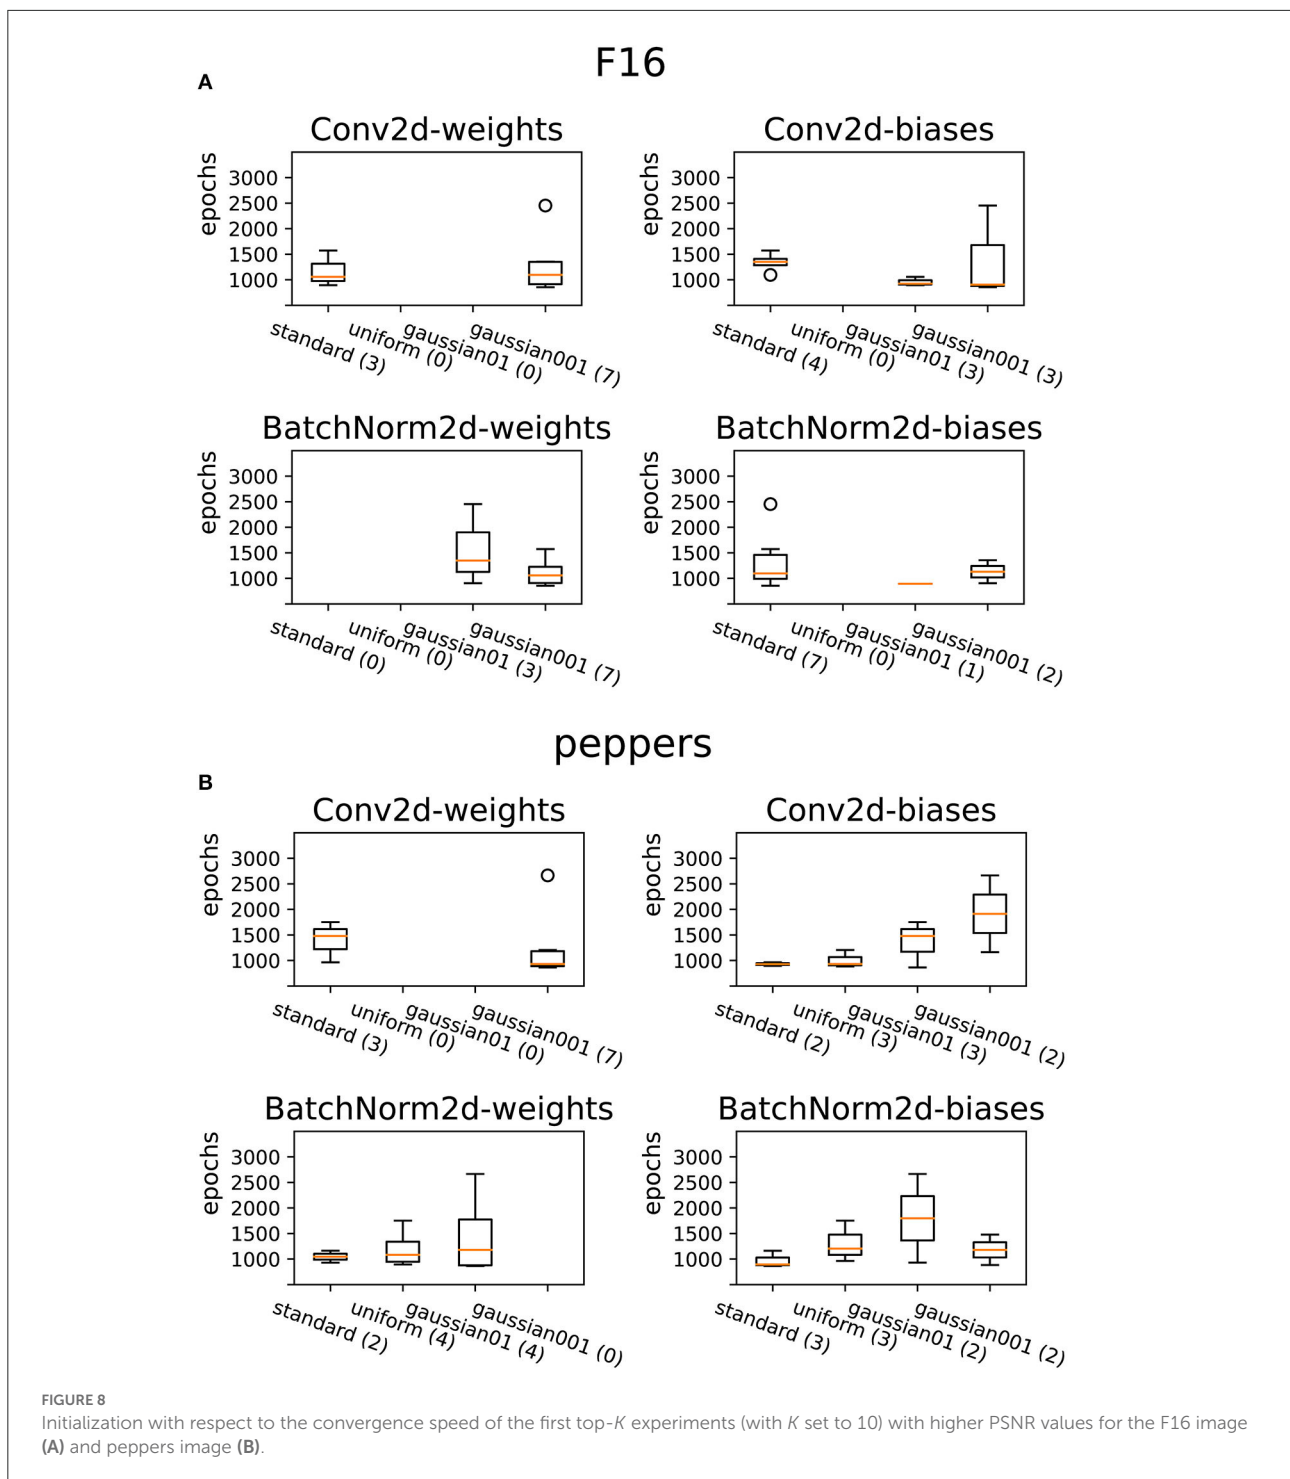 F16
A
Conv2d-weights
epochs
3000
2500
2000
1500
1000
standard (3)
uniform (0)
gaussian01 (0)
gaussian001 (7)
Conv2d-biases
epochs
3000
2500
2000
1500
1000
standard (4)
uniform (0)
gaussian01 (3)
gaussian001 (3)
BatchNorm2d-weights
epochs
3000
2500
2000
1500
1000
standard (0)
uniform (0)
gaussian01 (3)
gaussian001 (7)
BatchNorm2d-biases
epochs
3000
2500
2000
1500
1000
standard (7)
uniform (0)
gaussian01 (1)
gaussian001 (2)
peppers
B
Conv2d-weights
epochs
3000
2500
2000
1500
1000
standard (3)
uniform (0)
gaussian01 (0)
gaussian001 (7)
Conv2d-biases
epochs
3000
2500
2000
1500
1000
standard (2)
uniform (3)
gaussian01 (3)
gaussian001 (2)
BatchNorm2d-weights
epochs
3000
2500
2000
1500
1000
standard (2)
uniform (4)
gaussian01 (4)
gaussian001 (0)
BatchNorm2d-biases
epochs
3000
2500
2000
1500
1000
standard (3)
uniform (3)
gaussian01 (2)
gaussian001 (2)
FIGURE 8
Initialization with respect to the convergence speed of the first top-K experiments (with K set to 10) with higher PSNR values for the F16 image
(A) and peppers image (B).